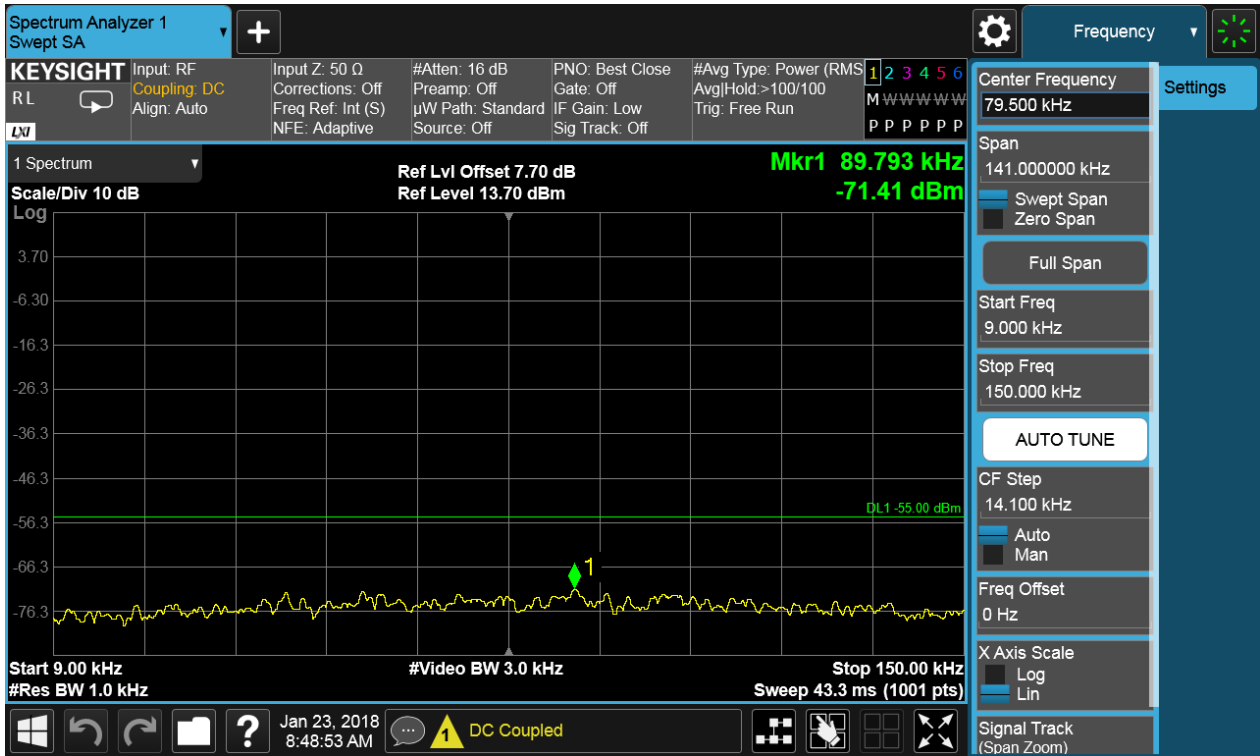 Spectrum Analyzer 1
Swept SA
+
Frequency
KEYSIGHT
RL
LXI
Input: RF
Coupling: DC
Align: Auto
Input Z: 50 Ω
Corrections: Off
Freq Ref: Int (S)
NFE: Adaptive
#Atten: 16 dB
Preamp: Off
µW Path: Standard
Source: Off
PNO: Best Close
Gate: Off
IF Gain: Low
Sig Track: Off
#Avg Type: Power (RMS
Avg|Hold:>100/100
Trig: Free Run
1 2 3 4 5 6
M W W W W W
P P P P P P
1 Spectrum
Scale/Div 10 dB
Log
Ref Lvl Offset 7.70 dB
Ref Level 13.70 dBm
Mkr1 89.793 kHz
-71.41 dBm
3.70
-6.30
-16.3
-26.3
-36.3
-46.3
-56.3
-66.3
-76.3
DL1 -55.00 dBm
1
Start 9.00 kHz
#Res BW 1.0 kHz
#Video BW 3.0 kHz
Stop 150.00 kHz
Sweep 43.3 ms (1001 pts)
Center Frequency
79.500 kHz
Span
141.000000 kHz
Swept Span
Zero Span
Full Span
Start Freq
9.000 kHz
Stop Freq
150.000 kHz
AUTO TUNE
CF Step
14.100 kHz
Auto
Man
Freq Offset
0 Hz
X Axis Scale
Log
Lin
Signal Track
(Span Zoom)
Settings
?
Jan 23, 2018
8:48:53 AM
1
DC Coupled